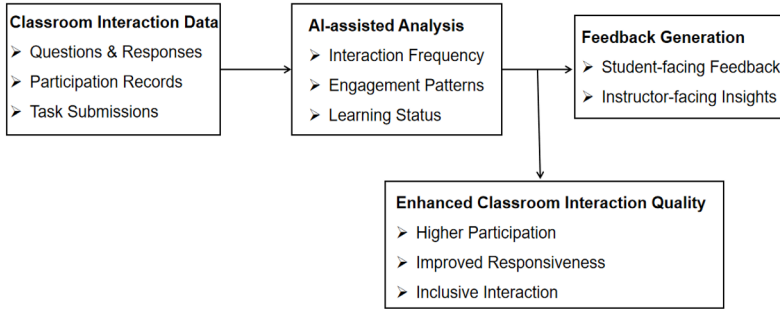 Classroom Interaction Data
➢ Questions & Responses
➢ Participation Records
➢ Task Submissions
AI-assisted Analysis
➢ Interaction Frequency
➢ Engagement Patterns
➢ Learning Status
Feedback Generation
➢ Student-facing Feedback
➢ Instructor-facing Insights
Enhanced Classroom Interaction Quality
➢ Higher Participation
➢ Improved Responsiveness
➢ Inclusive Interaction